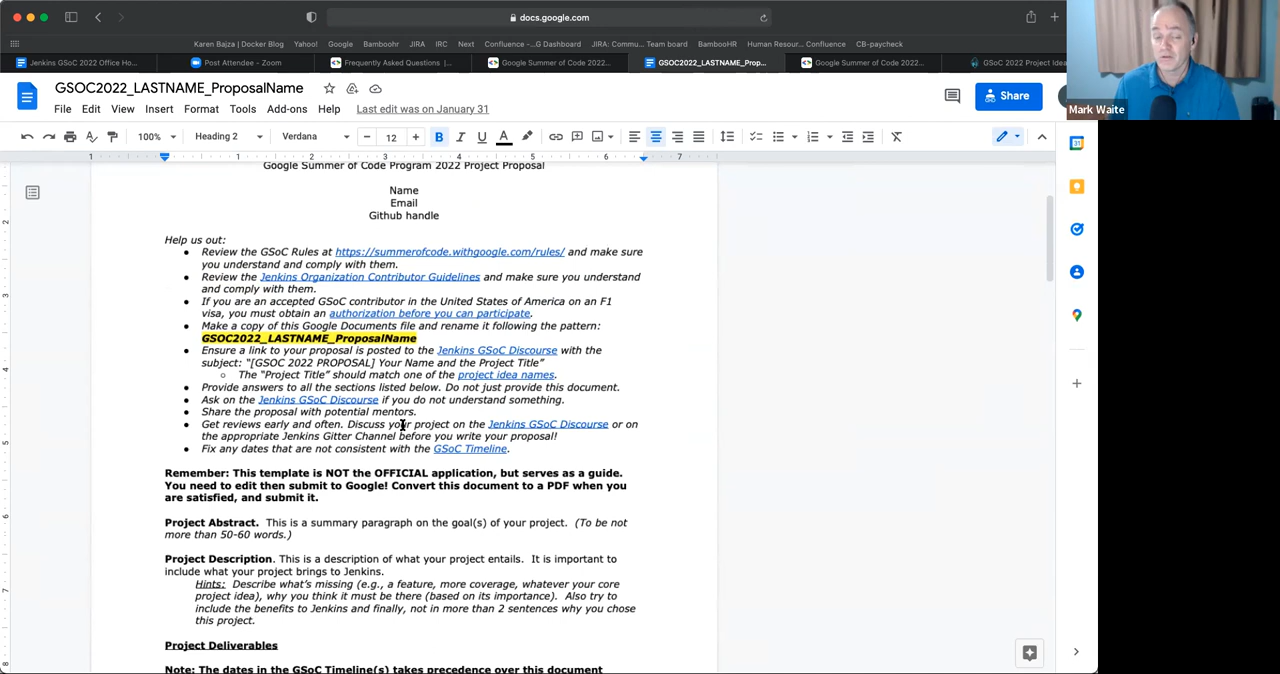 docs.google.com
Karen Bajza | Docker Blog Yahoo! Google Bamboohr JIRA IRC Next Confluence -...G Dashboard JIRA: Commu... Team board BambooHR Human Resour...Confluence CB-paycheck
Jenkins GSoC 2022 Office Ho... Post Attendee - Zoom Frequently Asked Questions |... Google Summer of Code 2022... GSOC2022_LASTNAME_Prop... Google Summer of Code 2022... GSoC 2022 Project Idea
Mark Waite
GSOC2022_LASTNAME_ProposalName
File Edit View Insert Format Tools Add-ons Help Last edit was on January 31
Share
100% Heading 2 Verdana 12 B I U A
1 1 2 3 4 5 6 7
Google Summer of Code Program 2022 Project Proposal
Name
Email
Github handle
Help us out:
● Review the GSoC Rules at https://summerofcode.withgoogle.com/rules/ and make sure
you understand and comply with them.
● Review the Jenkins Organization Contributor Guidelines and make sure you understand
and comply with them.
● If you are an accepted GSoC contributor in the United States of America on an F1
visa, you must obtain an authorization before you can participate.
● Make a copy of this Google Documents file and rename it following the pattern:
GSOC2022_LASTNAME_ProposalName
● Ensure a link to your proposal is posted to the Jenkins GSoC Discourse with the
subject: “[GSOC 2022 PROPOSAL] Your Name and the Project Title”
○ The “Project Title” should match one of the project idea names.
● Provide answers to all the sections listed below. Do not just provide this document.
● Ask on the Jenkins GSoC Discourse if you do not understand something.
● Share the proposal with potential mentors.
● Get reviews early and often. Discuss your project on the Jenkins GSoC Discourse or on
the appropriate Jenkins Gitter Channel before you write your proposal!
● Fix any dates that are not consistent with the GSoC Timeline.
Remember: This template is NOT the OFFICIAL application, but serves as a guide.
You need to edit then submit to Google! Convert this document to a PDF when you
are satisfied, and submit it.
Project Abstract. This is a summary paragraph on the goal(s) of your project. (To be not
more than 50-60 words.)
Project Description. This is a description of what your project entails. It is important to
include what your project brings to Jenkins.
Hints: Describe what’s missing (e.g., a feature, more coverage, whatever your core
project idea), why you think it must be there (based on its importance). Also try to
include the benefits to Jenkins and finally, not in more than 2 sentences why you chose
this project.
Project Deliverables
Note: The dates in the GSoC Timeline(s) takes precedence over this document